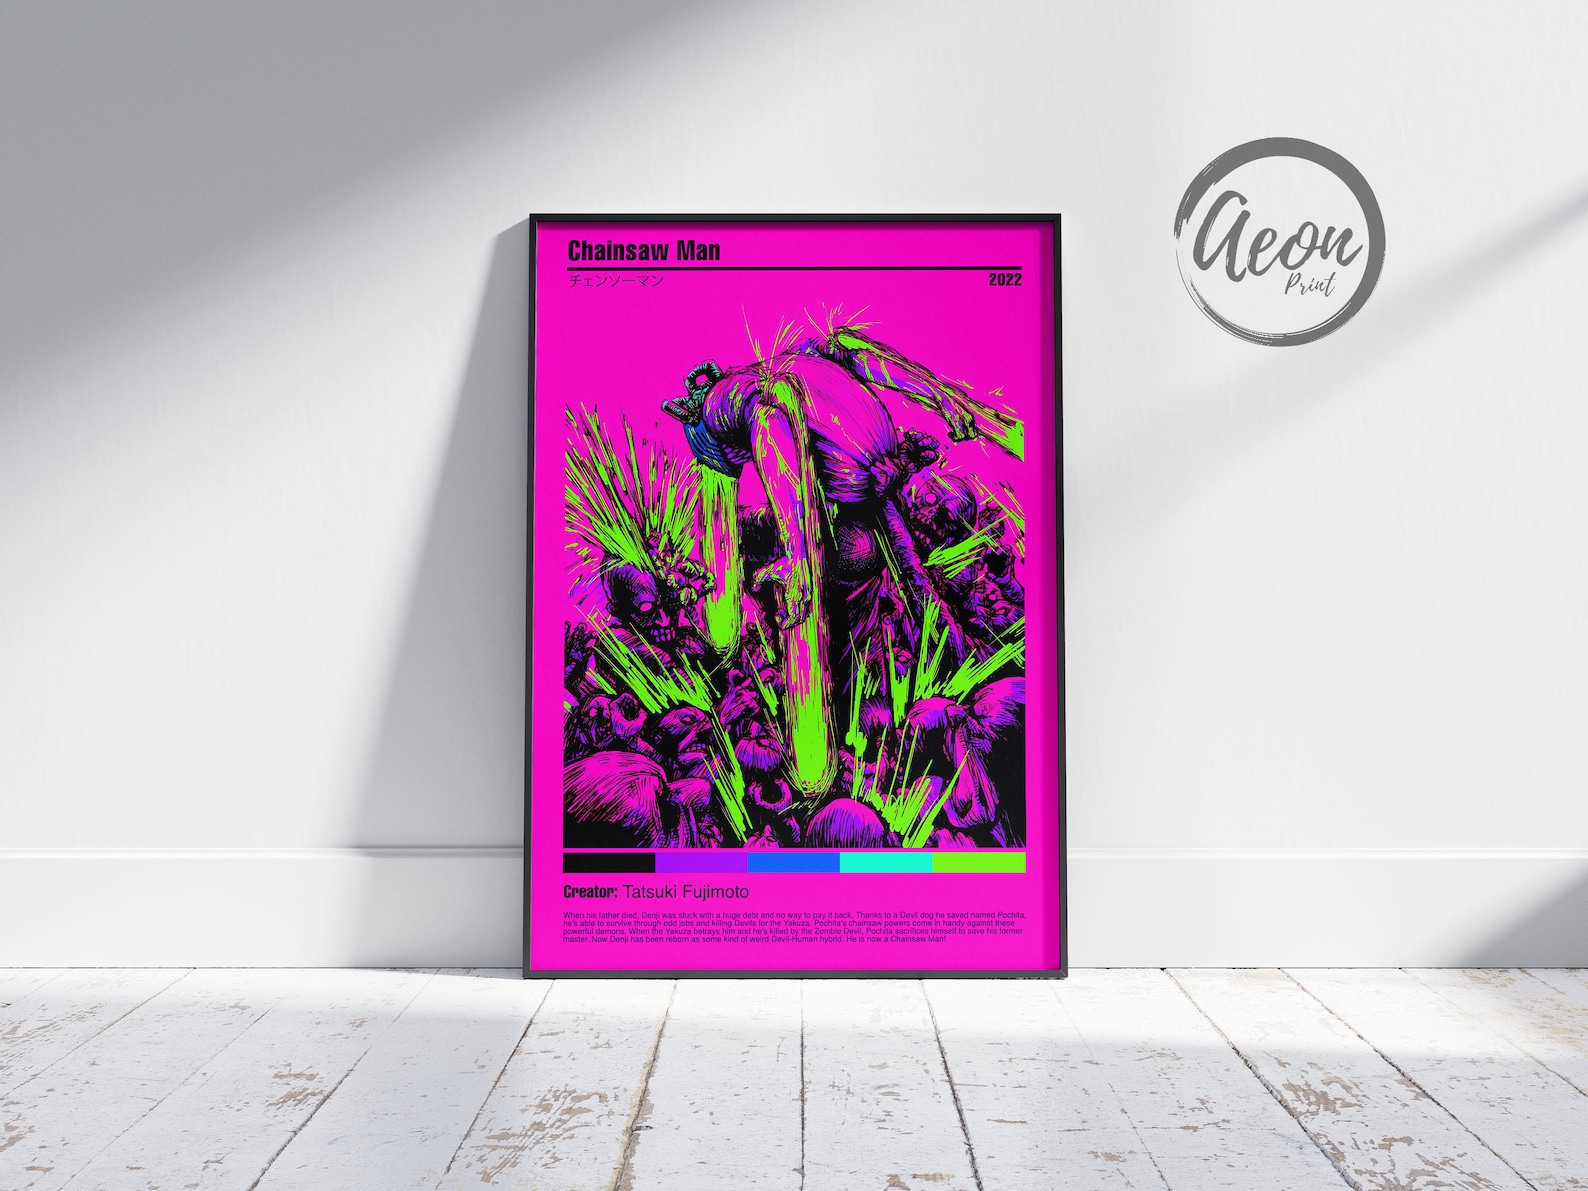 Chainsaw Man
チェンソーマン
2022
Aeon
Print
Creator: Tatsuki Fujimoto
When his father died, Denji was stuck with a huge debt and no way to pay it back. Thanks to a Devil dog he saved named Pochita,
he's able to survive through odd jobs and killing Devils for the Yakuza. Pochita's chainsaw powers come in handy against these
powerful demons. When the Yakuza betrays him and he's killed by the Zombie Devil, Pochita sacrifices himself to save his former
master. Now Denji has been reborn as some kind of weird Devil-Human hybrid. He is now a Chainsaw Man!